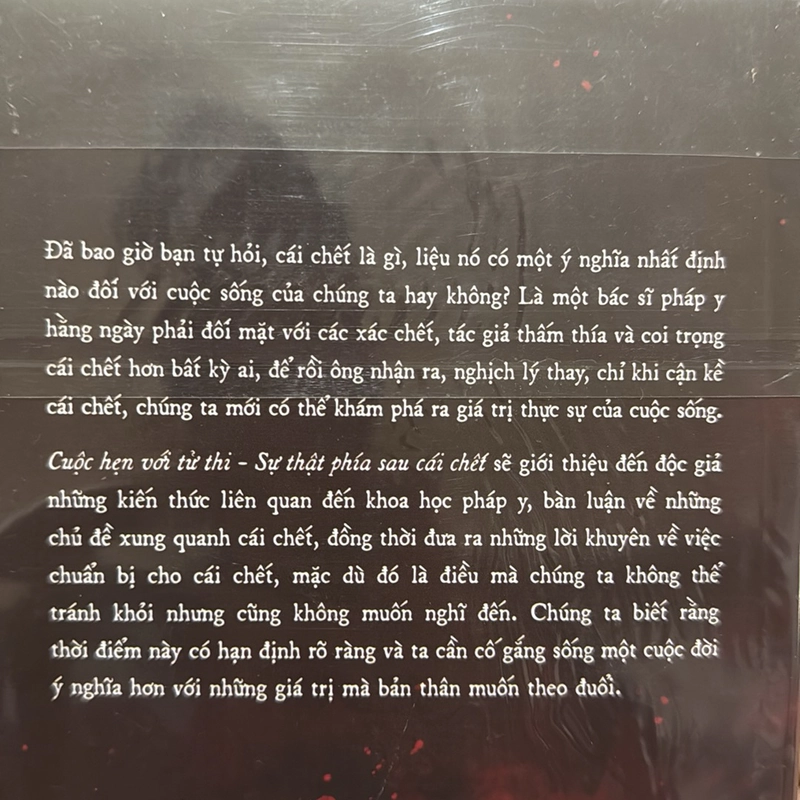 Đã bao giờ bạn tự hỏi, cái chết là gì, liệu nó có một ý nghĩa nhất định
nào đối với cuộc sống của chúng ta hay không? Là một bác sĩ pháp y
hằng ngày phải đối mặt với các xác chết, tác giả thấm thía và coi trọng
cái chết hơn bất kỳ ai, để rồi ông nhận ra, nghịch lý thay, chỉ khi cận kề
cái chết, chúng ta mới có thể khám phá ra giá trị thực sự của cuộc sống.
Cuộc hẹn với tử thi – Sự thật phía sau cái chết sẽ giới thiệu đến độc giả
những kiến thức liên quan đến khoa học pháp y, bàn luận về những
chủ đề xung quanh cái chết, đồng thời đưa ra những lời khuyên về việc
chuẩn bị cho cái chết, mặc dù đó là điều mà chúng ta không thể
tránh khỏi nhưng cũng không muốn nghĩ đến. Chúng ta biết rằng
thời điểm này có hạn định rõ ràng và ta cần cố gắng sống một cuộc đời
ý nghĩa hơn với những giá trị mà bản thân muốn theo đuổi.